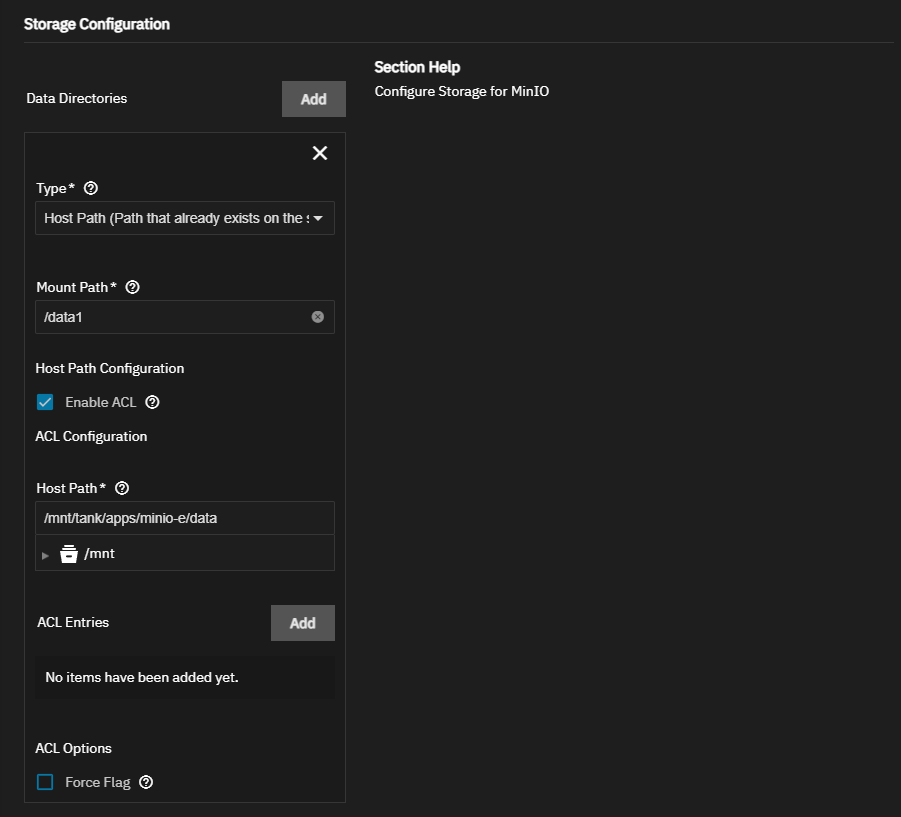 Storage Configuration
Section Help
Configure Storage for MinIO
Data Directories
Add
Type*
Host Path (Path that already exists on the s
Mount Path*
/data1
Host Path Configuration
Enable ACL
ACL Configuration
Host Path*
/mnt/tank/apps/minio-e/data
/mnt
ACL Entries
Add
No items have been added yet.
ACL Options
Force Flag